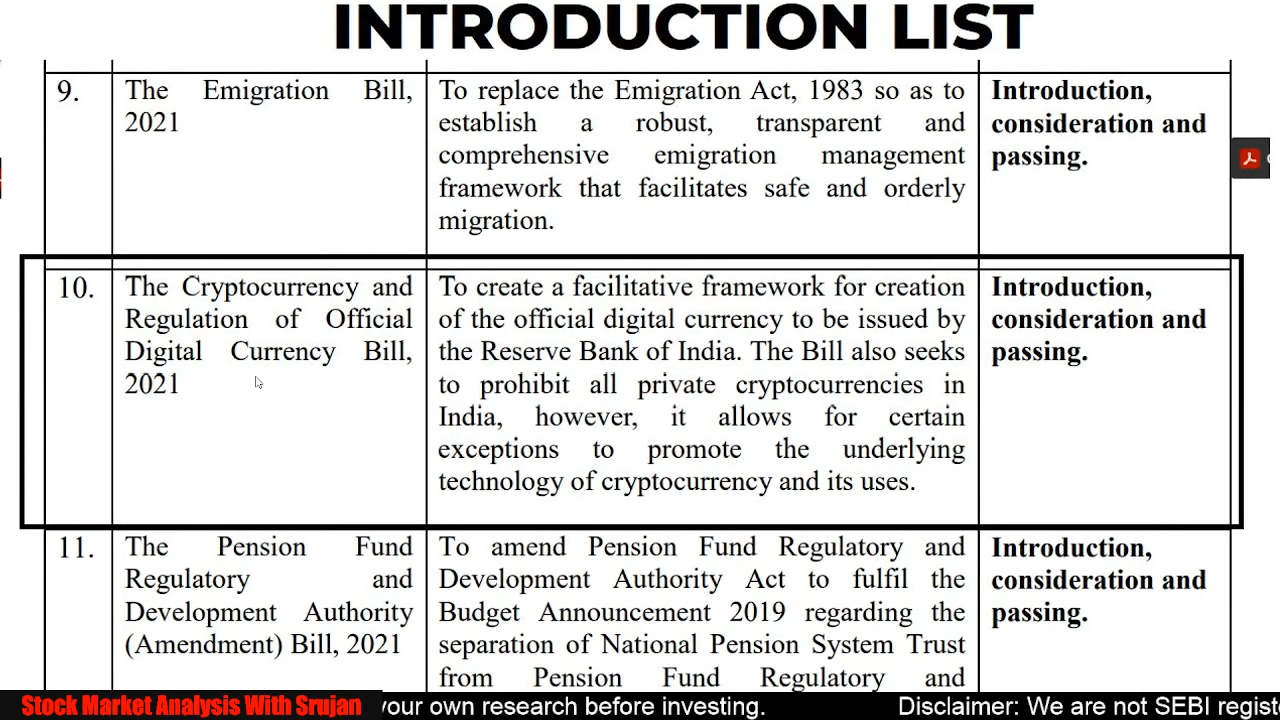 INTRODUCTION LIST
9.
The Emigration Bill,
2021
To replace the Emigration Act, 1983 so as to
establish a robust, transparent and
comprehensive emigration management
framework that facilitates safe and orderly
migration.
Introduction,
consideration and
passing.
10.
The Cryptocurrency and
Regulation of Official
Digital Currency Bill,
2021
To create a facilitative framework for creation
of the official digital currency to be issued by
the Reserve Bank of India. The Bill also seeks
to prohibit all private cryptocurrencies in
India, however, it allows for certain
exceptions to promote the underlying
technology of cryptocurrency and its uses.
Introduction,
consideration and
passing.
11.
The Pension Fund
Regulatory and
Development Authority
(Amendment) Bill, 2021
To amend Pension Fund Regulatory and
Development Authority Act to fulfil the
Budget Announcement 2019 regarding the
separation of National Pension System Trust
from Pension Fund Regulatory and
Introduction,
consideration and
passing.
Stock Market Analysis With Srujan
your own research before investing.
Disclaimer: We are not SEBI